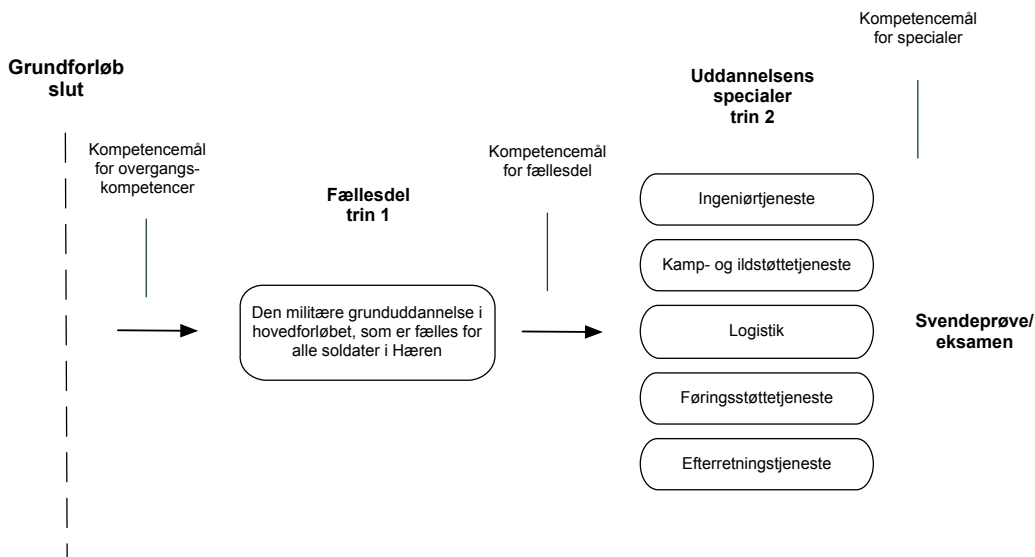 Grundforløb
slut
Kompetencemål
for overgangs-
kompetencer
Fællesdel
trin 1
Den militære grunduddannelse i
hovedforløbet, som er fælles for
alle soldater i Hæren
Kompetencemål
for fællesdel
Uddannelsens
specialer
trin 2
Ingeniørtjeneste
Kamp- og ildstøttetjeneste
Logistik
Føringsstøttetjeneste
Efterretningstjeneste
Kompetencemål
for specialer
Svendeprøve/
eksamen